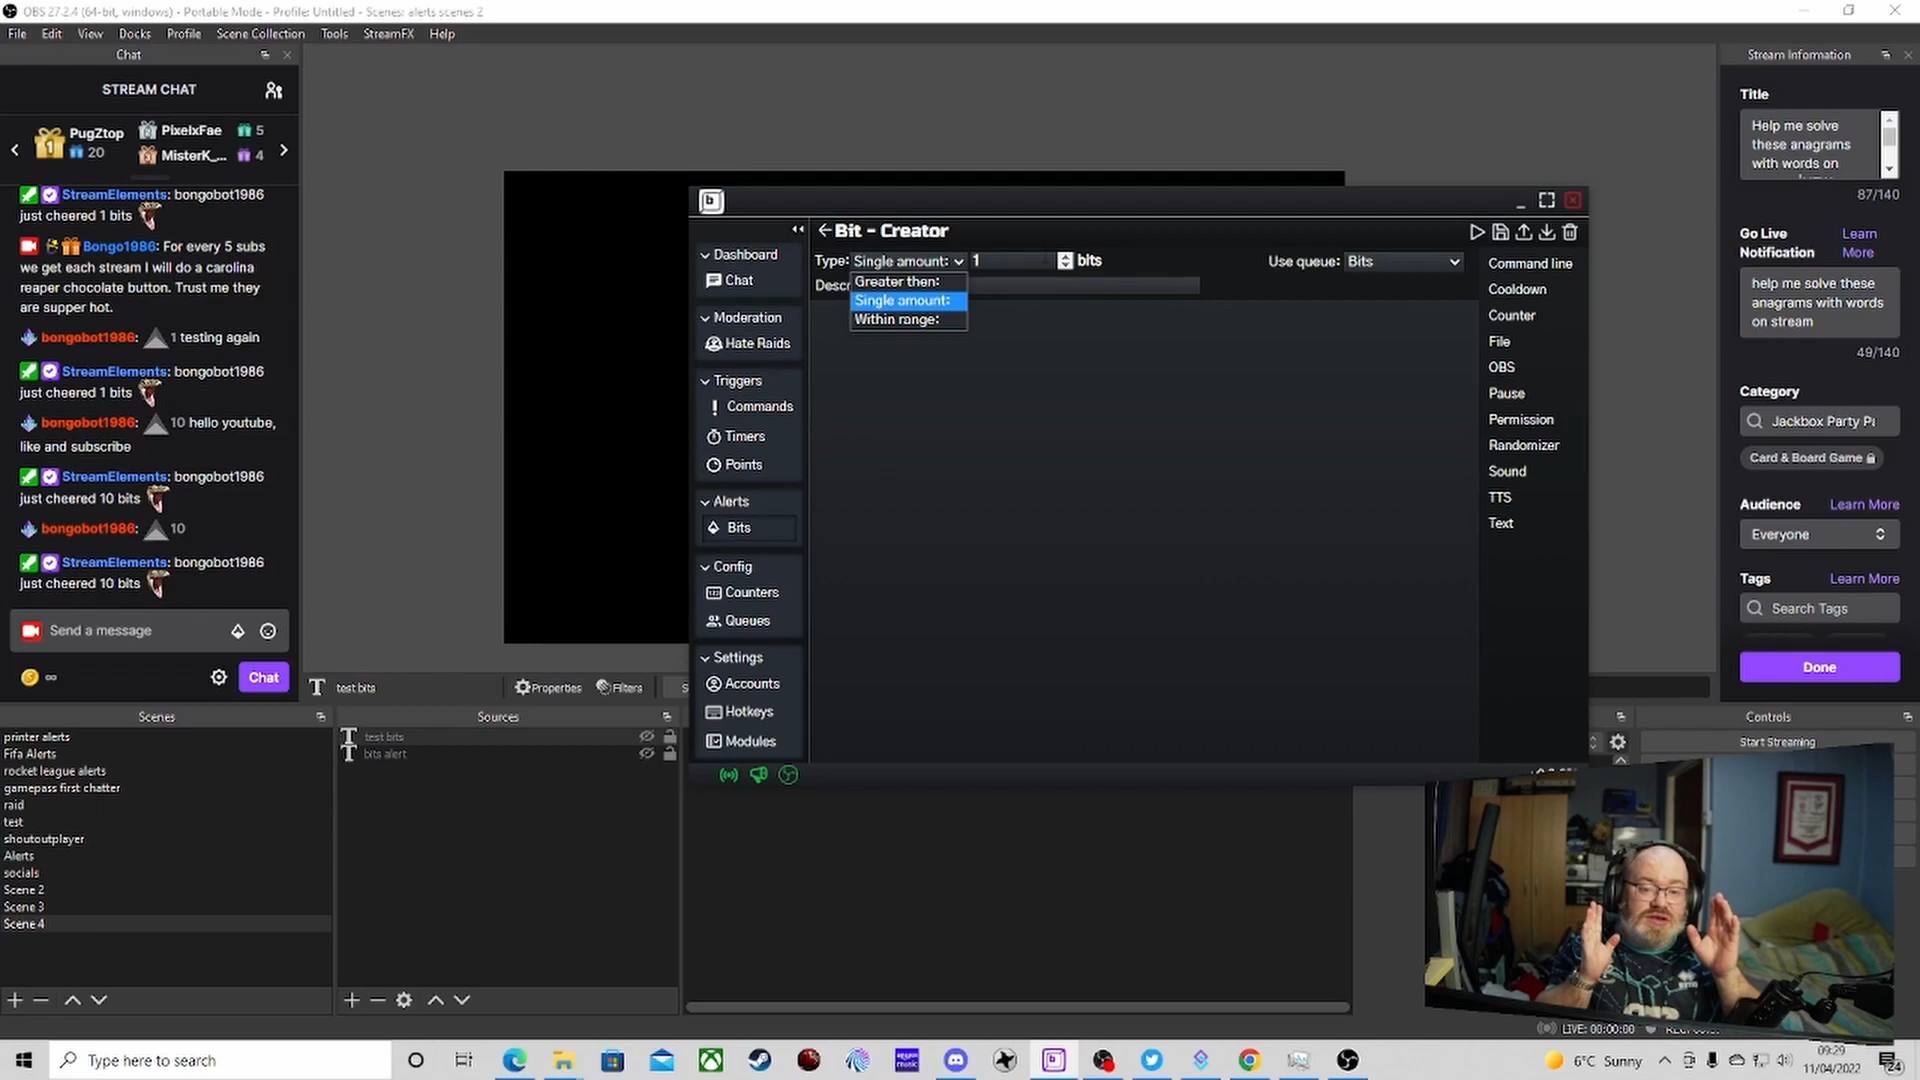 OBS 27.2.4 (64-bit, windows) - Portable Mode - Profile: Untitled - Scenes: alerts scenes 2
File Edit View Docks Profile Scene Collection Tools StreamFX Help
Chat
STREAM CHAT
PugZtop
20
PixelxFae 5
MisterK_... 4
StreamElements: bongobot1986
just cheered 1 bits
Bongo1986: For every 5 subs
we get each stream I will do a carolina
reaper chocolate button. Trust me they
are supper hot.
bongobot1986: 1 testing again
StreamElements: bongobot1986
just cheered 1 bits
bongobot1986: 10 hello youtube,
like and subscribe
StreamElements: bongobot1986
just cheered 10 bits
bongobot1986: 10
StreamElements: bongobot1986
just cheered 10 bits
Send a message
Chat
b
Dashboard
Chat
Moderation
Hate Raids
Triggers
Commands
Timers
Points
Alerts
Bits
Config
Counters
Queues
Settings
Accounts
Hotkeys
Modules
Bit - Creator
Type: Single amount: 1 bits
Use queue: Bits
Descr
Greater then:
Single amount:
Within range:
Command line
Cooldown
Counter
File
OBS
Pause
Permission
Randomizer
Sound
TTS
Text
Stream Information
Title
Help me solve
these anagrams
with words on
87/140
Go Live
Notification
Learn
More
help me solve these
anagrams with words
on stream
49/140
Category
Jackbox Party P
Card & Board Game
Audience Learn More
Everyone
Tags Learn More
Search Tags
Done
test bits
Properties
Filters
Scenes
printer alerts
Fifa Alerts
rocket league alerts
gamepass first chatter
raid
test
shoutoutplayer
Alerts
socials
Scene 2
Scene 3
Scene 4
Sources
test bits
bits alert
Controls
Start Streaming
LIVE: 00:00:00
Type here to search
amazon music
6°C Sunny
09:29
11/04/2022
24